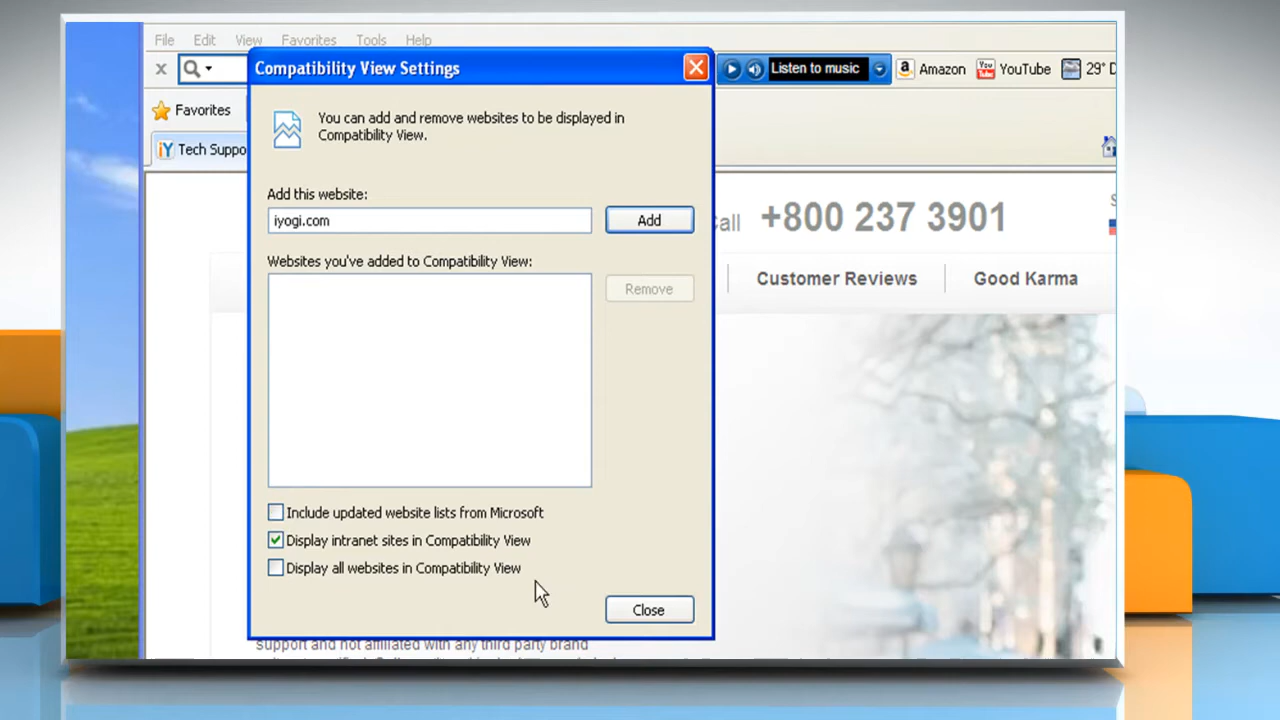 File Edit View Favorites Tools Help
Compatibility View Settings
Listen to music
Amazon
YouTube
29°
Favorites
iY Tech Suppo
You can add and remove websites to be displayed in
Compatibility View.
Add this website:
iyogi.com
Add
Call +800 237 3901
Websites you've added to Compatibility View:
Remove
Customer Reviews
Good Karma
Include updated website lists from Microsoft
Display intranet sites in Compatibility View
Display all websites in Compatibility View
Close
support and not affiliated with any third party brand